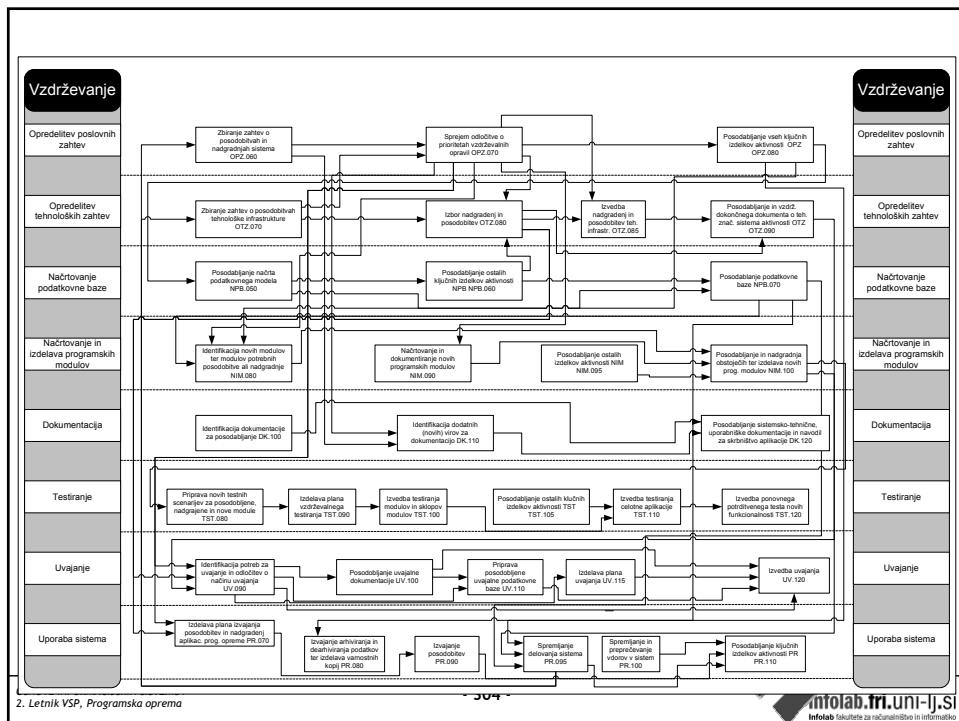 Vzdrževanje
Vzdrževanje
Opredelitev poslovnih
zahtev
Zbiranje zahtev o
posodobitvah in
nadgradnjah sistema
OPZ.060
Sprejem odločitve o
prioritetah vzdrževalnih
opravil OPZ.070
Posodabljanje vseh ključnih
izdelkov aktivnosti OPZ
OPZ.080
Opredelitev poslovnih
zahtev
Opredelitev
tehnoloških zahtev
Zbiranje zahtev o posodobitvah
tehnološke infrastrukture
OTZ.070
Izbor nadgradenj in
posodobitev OTZ.080
Izvedba
nadgradenj in
posodobitev teh.
infrastr. OTZ.085
Posodabljanje in vzdrž.
dokončnega dokumenta o teh.
znač. sistema aktivnosti OTZ
OTZ.090
Opredelitev
tehnoloških zahtev
Načrtovanje
podatkovne baze
Posodabljanje načrta
podatkovnega modela
NPB.050
Posodabljanje ostalih
ključnih izdelkov aktivnosti
NPB NPB.060
Posodablanje podatkovne
baze NPB.070
Načrtovanje
podatkovne baze
Načrtovanje in
izdelava programskih
modulov
Identifikacija novih modulov
ter modulov potrebnih
posodobitve ali nadgradnje
NIM.080
Načrtovanje in
dokumentiranje novih
programskih modulov
NIM.090
Posodabljanje ostalih
izdelkov aktivnosti NIM
NIM.095
Posodabljanje in nadgradnja
obstoječih ter izdelava novih
prog. modulov NIM.100
Načrtovanje in
izdelava programskih
modulov
Dokumentacija
Identifikacija dokumentacije
za posodabljanje DK.100
Identifikacija dodatnih
(novih) virov za
dokumentacijo DK.110
Posodabljanje sistemsko-tehnične,
uporabniške dokumentacije in navodil
za skrbništvo aplikacije DK.120
Dokumentacija
Testiranje
Priprava novih testnih
scenarijev za posodobljene,
nadgrajene in nove module
TST.080
Izdelava plana
vzdrževalnega
testiranja TST.090
Izvedba testiranja
modulov in sklopov
modulov TST.100
Posodabljanje ostalih klučnih
izdelkov aktivnosti TST
TST.105
Izvedba testiranja
celotne aplikacije
TST.110
Izvedba ponovnega
potrditvenega testa novih
funkcionalnosti TST.120
Testiranje
Uvajanje
Identifikacija potreb za
uvajanje in odločitev o
načinu uvajanja
UV.090
Posodobljanje uvajalne
dokumentacije UV.100
Priprava
posodobljene
uvajalne podatkovne
baze UV.110
Izdelava plana
uvajanja UV.115
Izvedba uvajanja
UV.120
Uvajanje
Uporaba sistema
Izdelava plana izvajanja
posodobitev in nadgradenj
aplikac. prog. opreme PR.070
Izvajanje arhiviranja in
dearhiviranja podatkov
ter izdelava varnostnih
kopij PR.080
Izvajanje
posodobitev
PR.090
Spremljanje
delovanja sistema
PR.095
Spremljanje in
preprečevanje
vdorov v sistem
PR.100
Posodabljanje ključnih
izdelkov aktivnosti PR
PR.110
Uporaba sistema
2. Letnik VSP, Programska oprema
- 304 -
infolab.fri.uni-lj.si
Infolab fakultete za računalništvo in informatiko